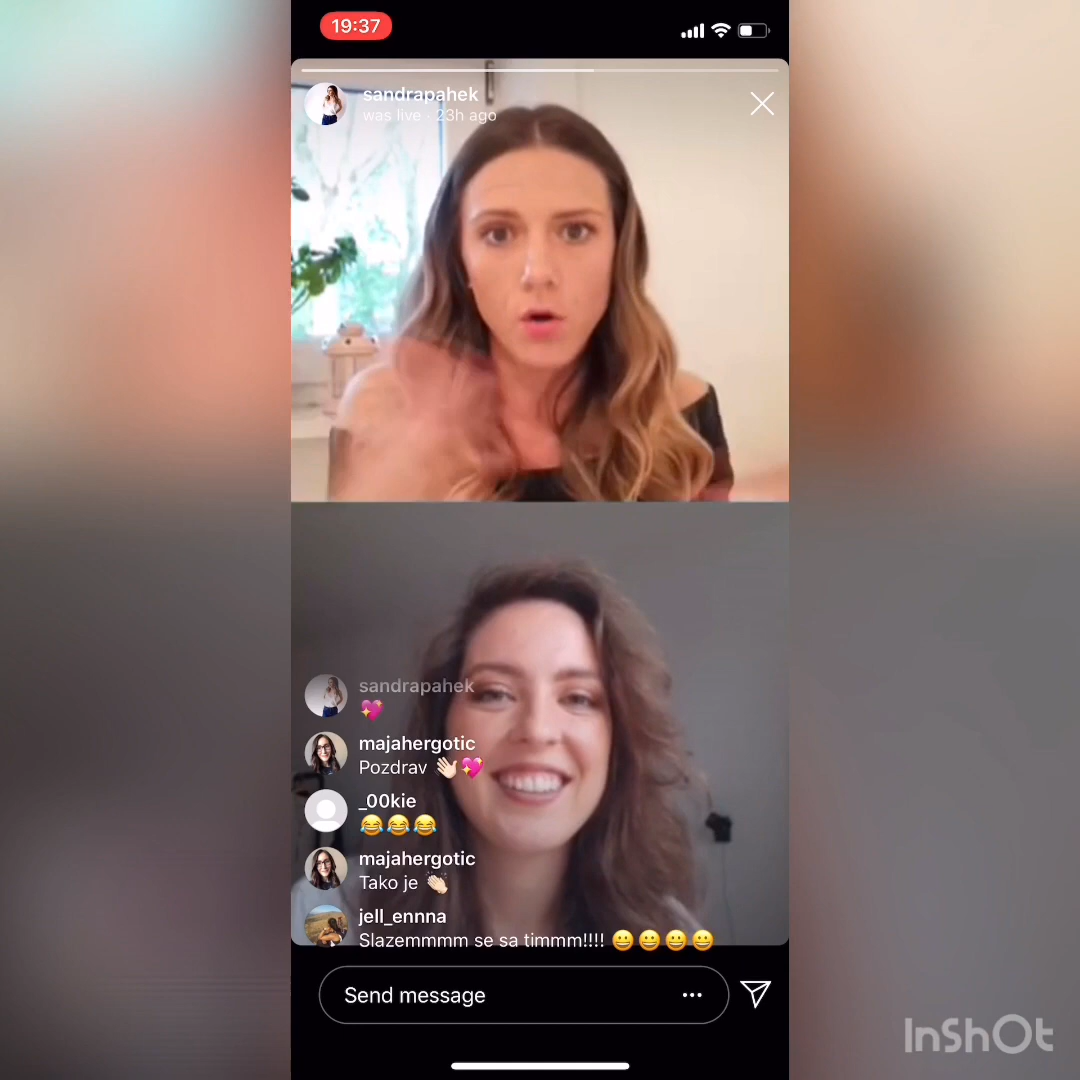 19:37
sandrapahek
was live · 23h ago
sandrapahek
💖
majahergotic
Pozdrav 👋🏻💖
_00kie
😂😂😂
majahergotic
Tako je 👏🏻
jell_ennna
Slazemmmm se sa timmm!!!! 😀😀😀😀
Send message
InShOt